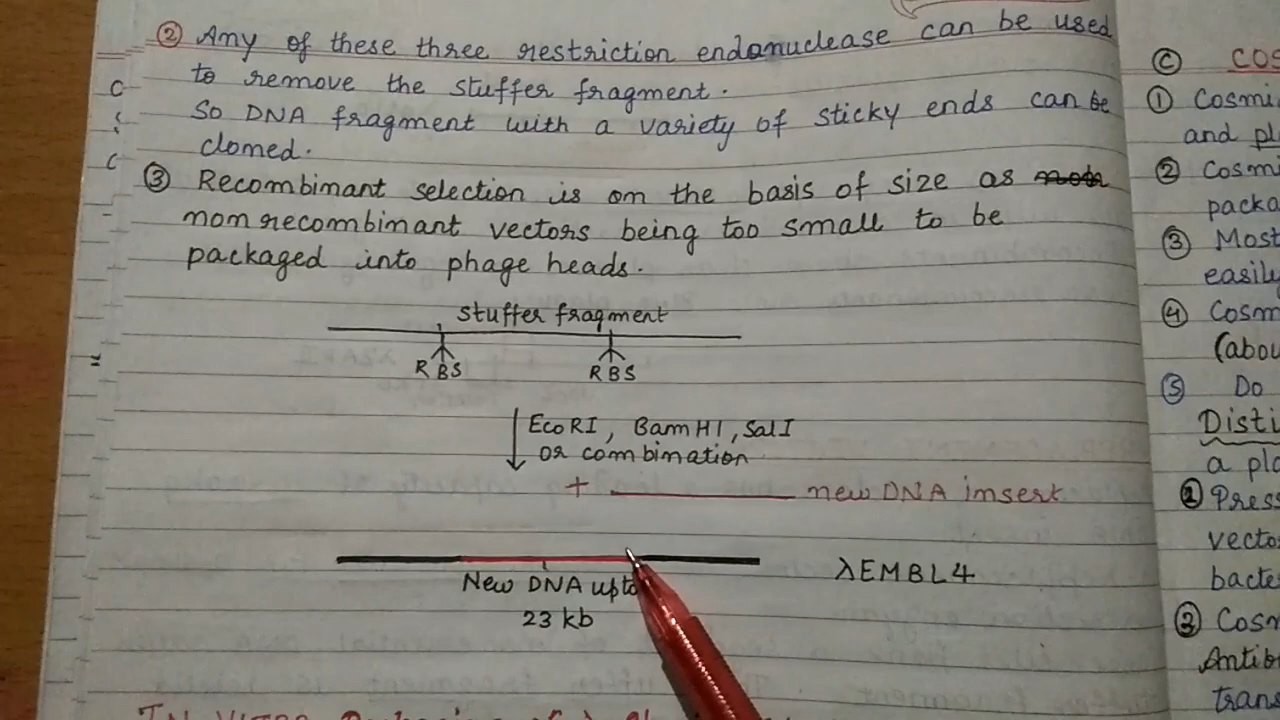 ② Any of these three restriction endonuclease can be used
to remove the stuffer fragment.
So DNA fragment with a variety of sticky ends can be
cloned.
③ Recombinant selection is on the basis of size as
non recombinant vectors being too small to be
packaged into phage heads.
stuffer fragment
RBS RBS
EcoRI, BamHI, SalI
or combination
+ new DNA insert
New DNA upto
23 kb
λEMBL4
©
① Cosmi
and pl
② Cosm
packa
③ Most
easily
④ Cosm
(abou
⑤ Do
Disti
a pla
① Press
vecto
bacte
② Cosm
Antib
trans